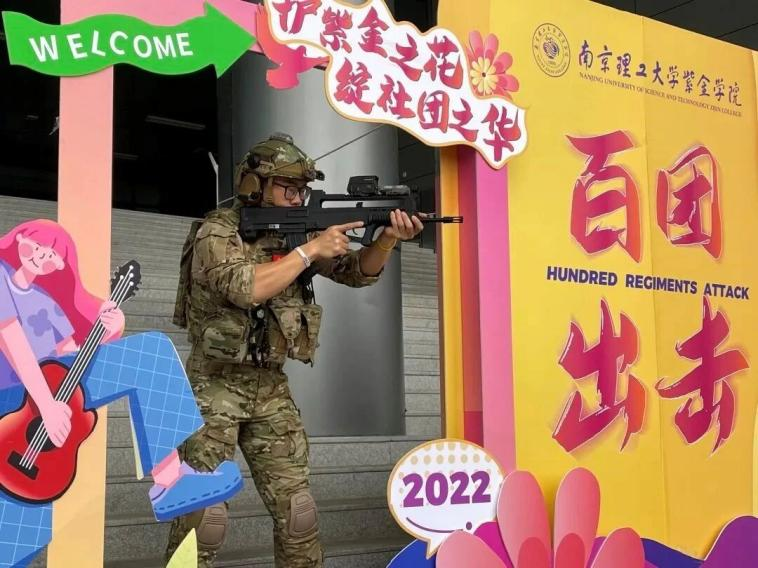 WELCOME
护紫金之花
绽社团之华
南京理工大学紫金学院
NANJING UNIVERSITY OF SCIENCE AND TECHNOLOGY ZIJIN COLLEGE
百团
HUNDRED REGIMENTS ATTACK
出击
2022